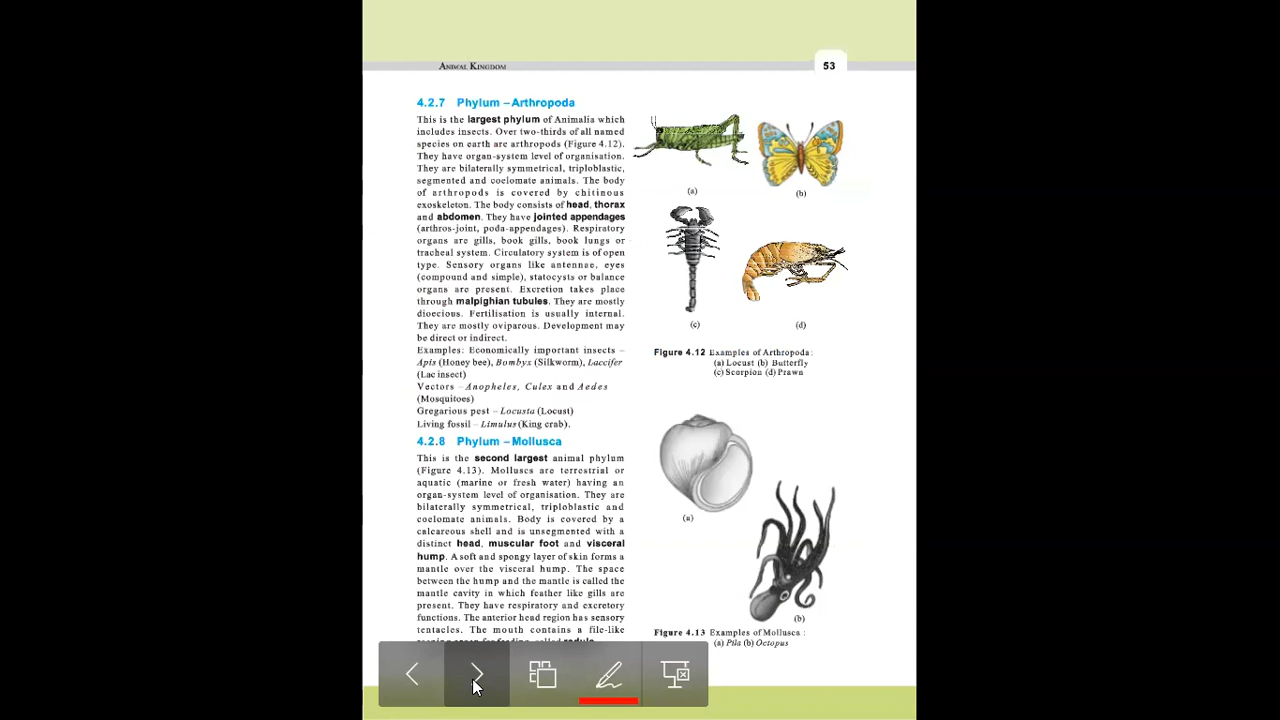 ANIMAL KINGDOM
53
4.2.7 Phylum – Arthropoda
This is the largest phylum of Animalia which
includes insects. Over two-thirds of all named
species on earth are arthropods (Figure 4.12).
They have organ-system level of organisation.
They are bilaterally symmetrical, triploblastic,
segmented and coelomate animals. The body
of arthropods is covered by chitinous
exoskeleton. The body consists of head, thorax
and abdomen. They have jointed appendages
(arthros-joint, poda-appendages). Respiratory
organs are gills, book gills, book lungs or
tracheal system. Circulatory system is of open
type. Sensory organs like antennae, eyes
(compound and simple), statocysts or balance
organs are present. Excretion takes place
through malpighian tubules. They are mostly
dioecious. Fertilisation is usually internal.
They are mostly oviparous. Development may
be direct or indirect.
Examples: Economically important insects –
Apis (Honey bee), Bombyx (Silkworm), Laccifer
(Lac insect)
Vectors – Anopheles, Culex and Aedes
(Mosquitoes)
Gregarious pest – Locusta (Locust)
Living fossil – Limulus (King crab).
4.2.8 Phylum – Mollusca
This is the second largest animal phylum
(Figure 4.13). Molluscs are terrestrial or
aquatic (marine or fresh water) having an
organ-system level of organisation. They are
bilaterally symmetrical, triploblastic and
coelomate animals. Body is covered by a
calcareous shell and is unsegmented with a
distinct head, muscular foot and visceral
hump. A soft and spongy layer of skin forms a
mantle over the visceral hump. The space
between the hump and the mantle is called the
mantle cavity in which feather like gills are
present. They have respiratory and excretory
functions. The anterior head region has sensory
tentacles. The mouth contains a file-like
(a)
(b)
(c)
(d)
Figure 4.12 Examples of Arthropoda :
(a) Locust (b) Butterfly
(c) Scorpion (d) Prawn
(a)
(b)
Figure 4.13 Examples of Mollusca :
(a) Pila (b) Octopus